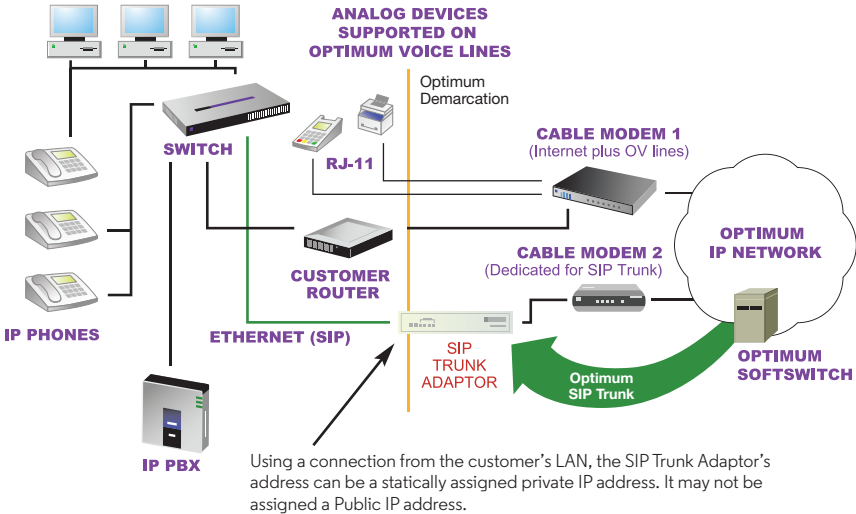 ANALOG DEVICES
SUPPORTED ON
OPTIMUM VOICE LINES
Optimum
Demarcation
SWITCH
RJ-11
CABLE MODEM 1
(Internet plus OV lines)
OPTIMUM
IP NETWORK
CUSTOMER
ROUTER
CABLE MODEM 2
(Dedicated for SIP Trunk)
IP PHONES
ETHERNET (SIP)
SIP
TRUNK
ADAPTOR
Optimum
SIP Trunk
OPTIMUM
SOFTSWITCH
IP PBX
Using a connection from the customer's LAN, the SIP Trunk Adaptor's
address can be a statically assigned private IP address. It may not be
assigned a Public IP address.